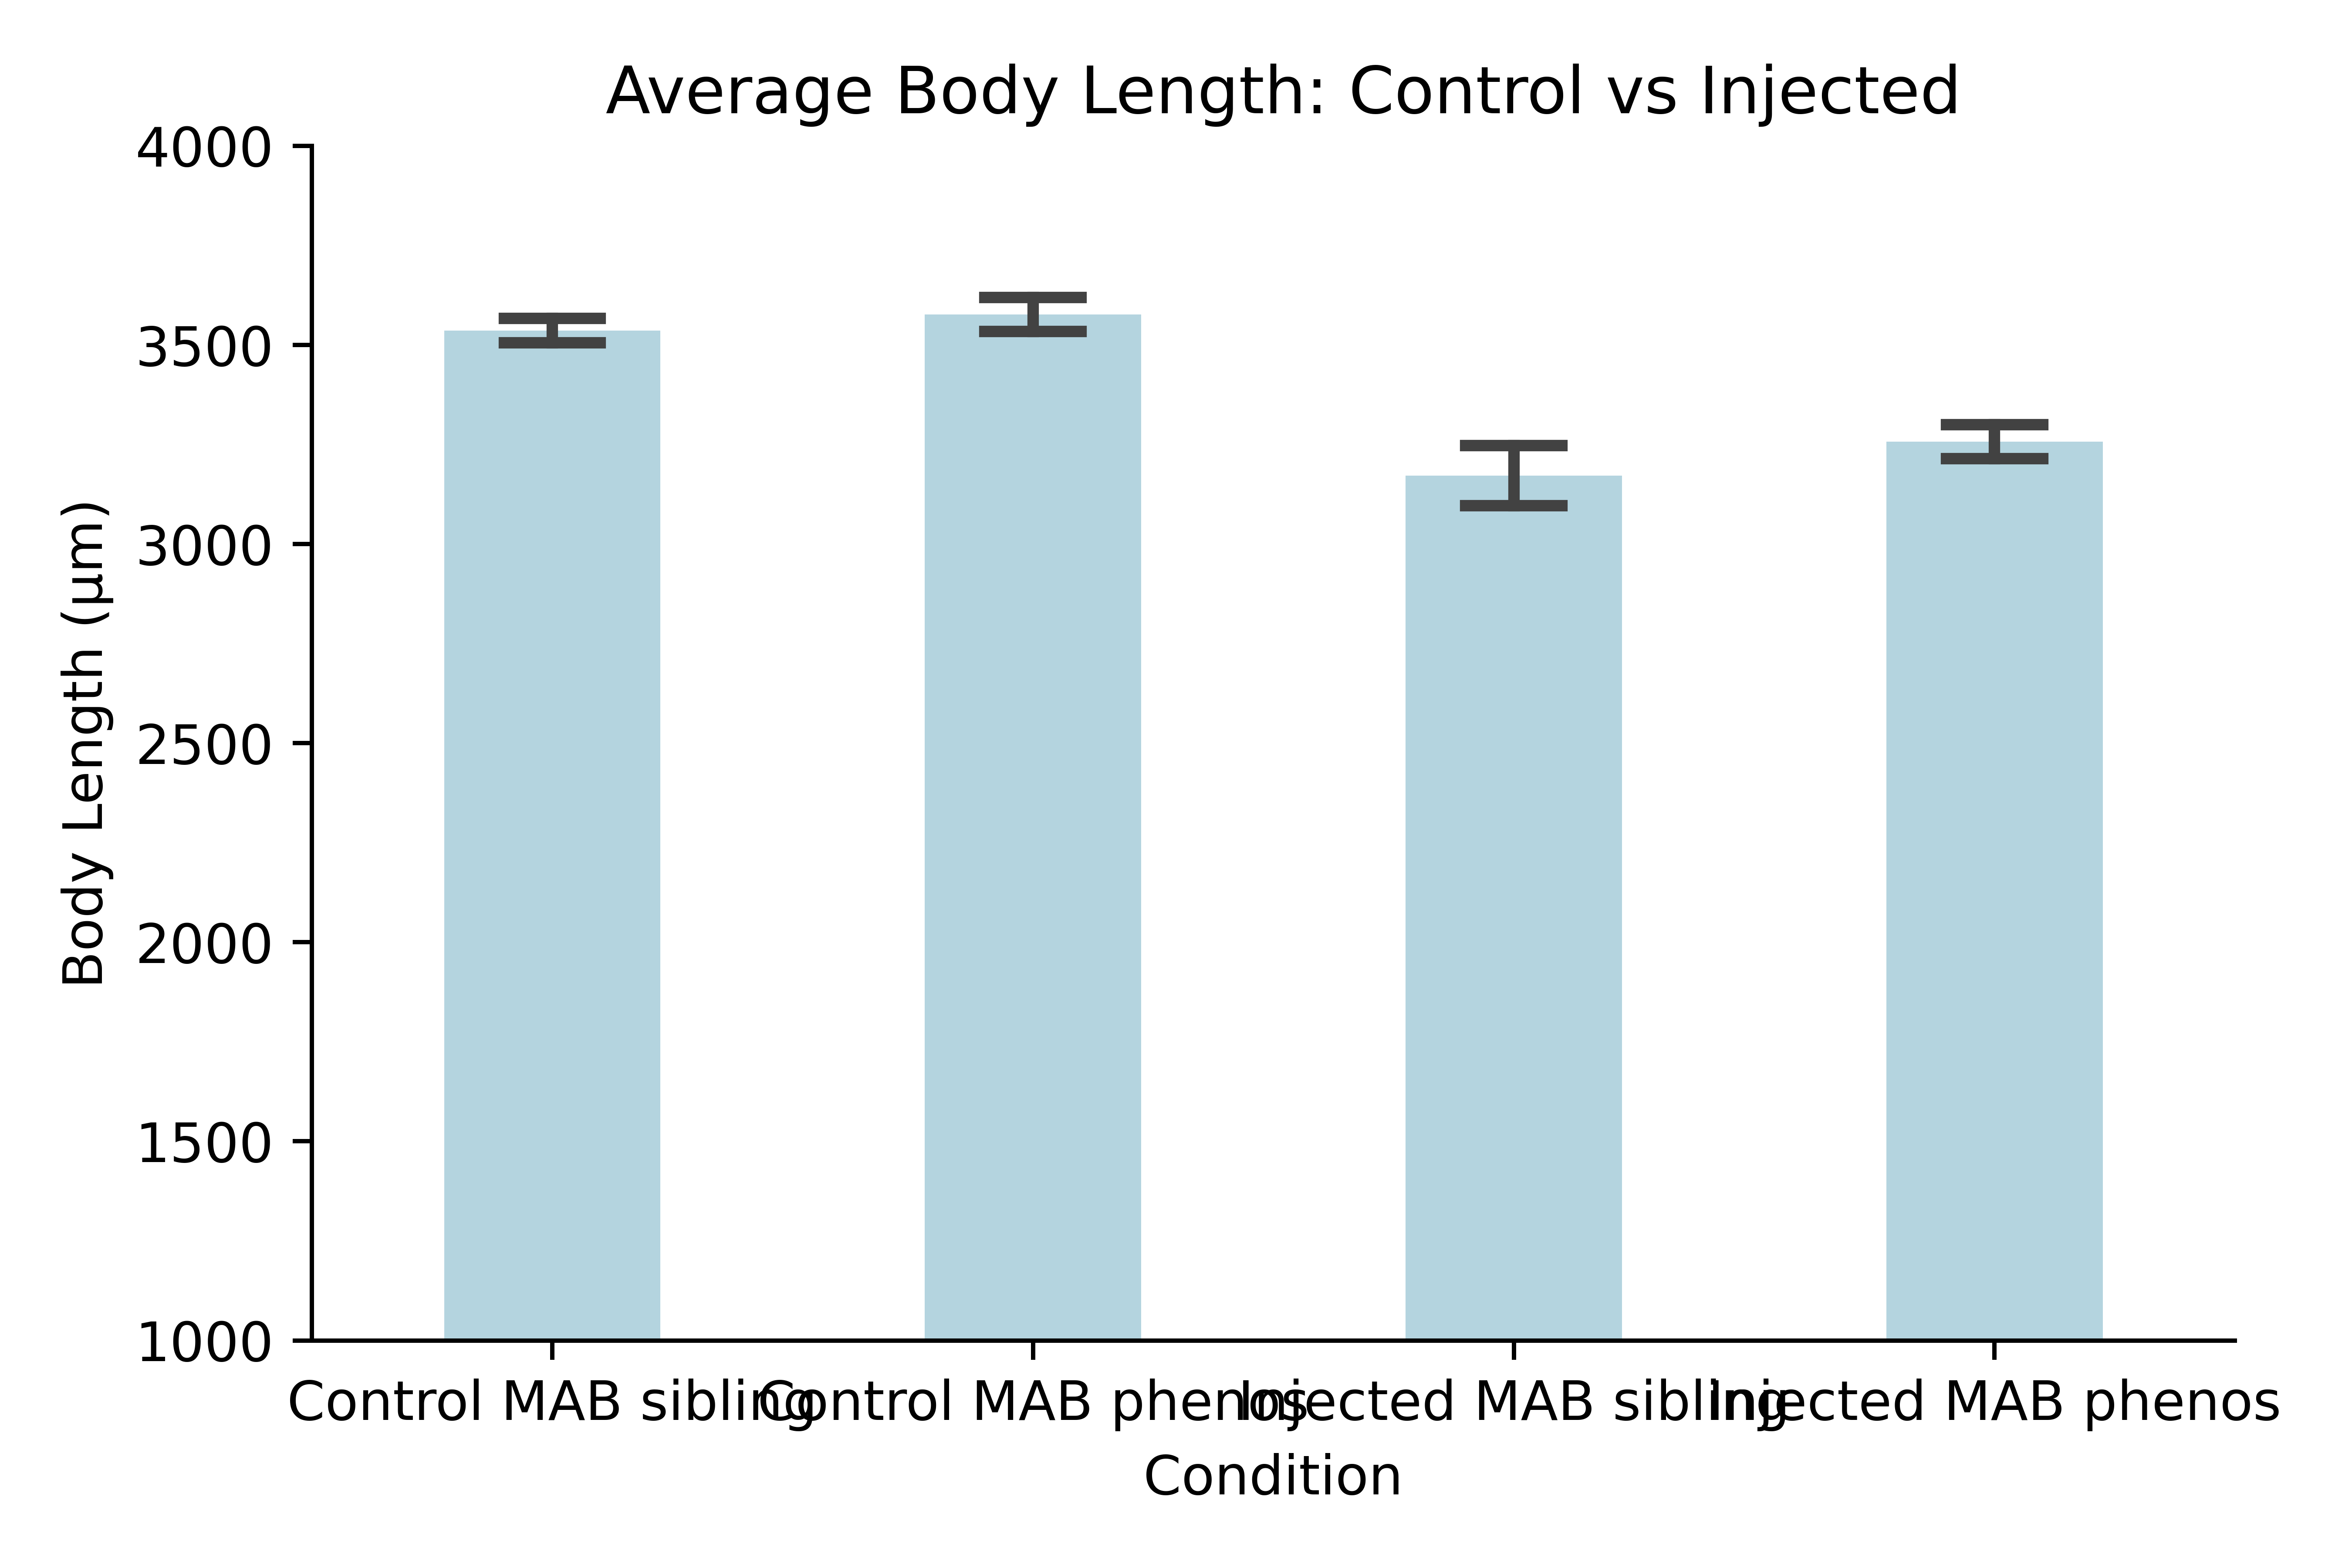 Average Body Length: Control vs Injected
4000
3500
3000
2500
2000
1500
1000
Body Length (µm)
Control MAB sibling
Control MAB phenos
Injected MAB sibling
Injected MAB phenos
Condition